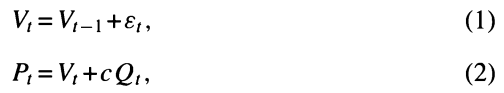 V_t = V_{t-1} + ε_t, (1)
P_t = V_t + cQ_t, (2)